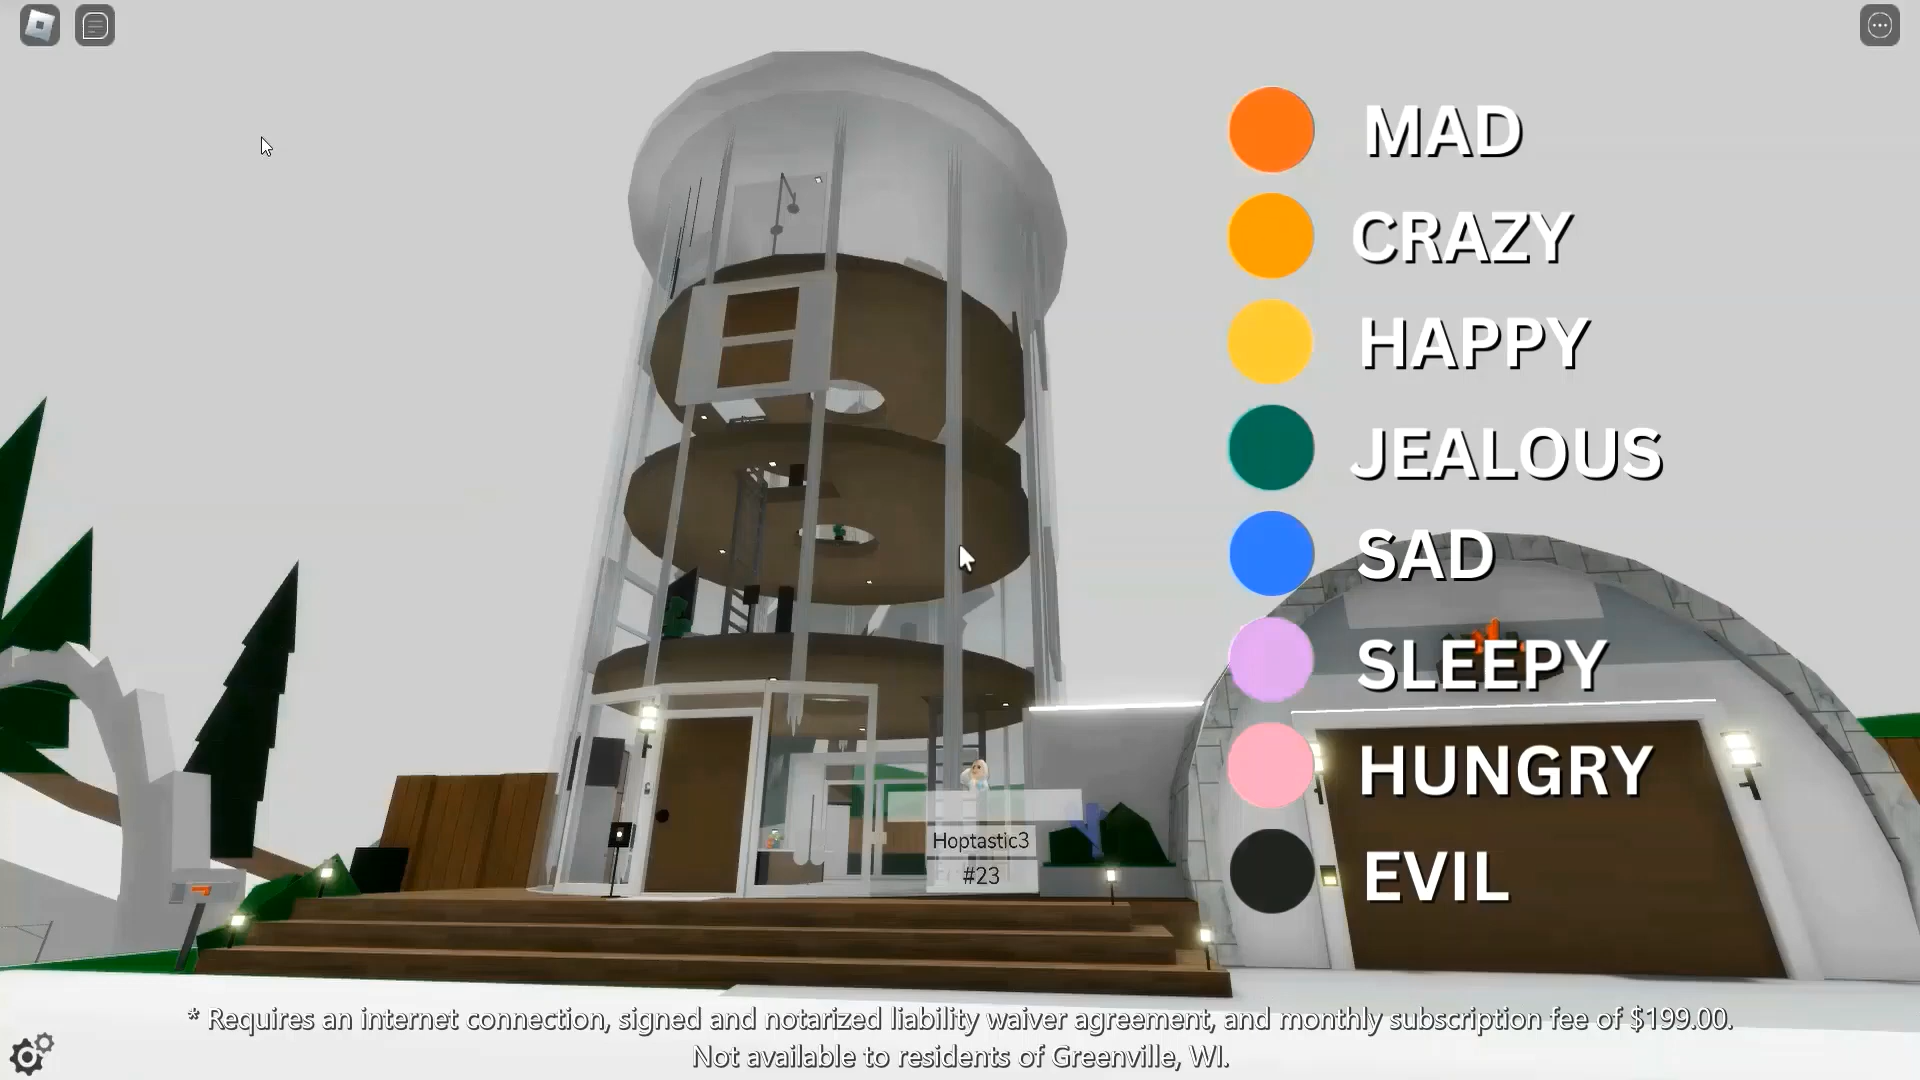 MAD
CRAZY
HAPPY
JEALOUS
SAD
SLEEPY
HUNGRY
EVIL
Hoptastic3
#23
* Requires an internet connection, signed and notarized liability waiver agreement, and monthly subscription fee of $199.00.
Not available to residents of Greenville, WI.